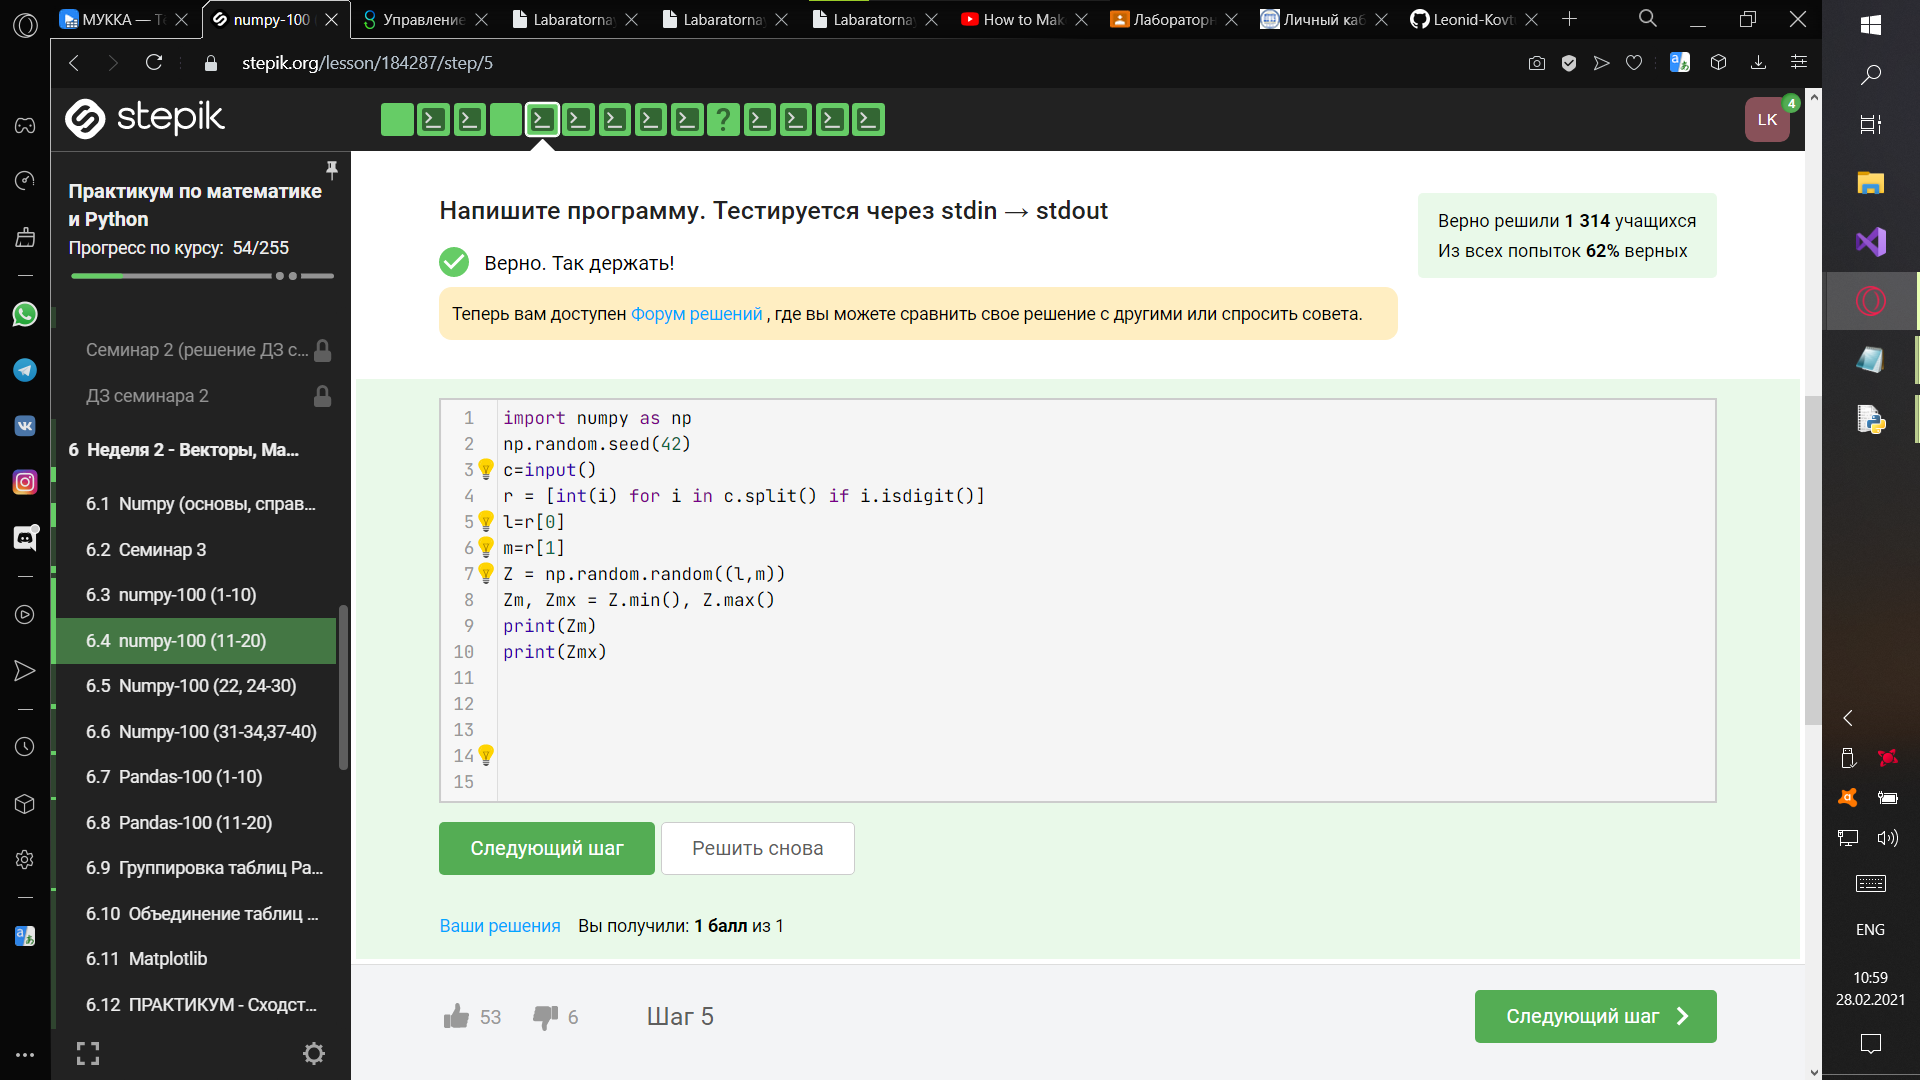 МУККА — Te
numpy-100
Управление
Labaratorna
Labaratorna
Labaratorna
How to Mak
Лаборатор
Личный каб
Leonid-Kovt
stepik.org/lesson/184287/step/5
stepik
LK
4
Практикум по математике
и Python
Прогресс по курсу: 54/255
Семинар 2 (решение ДЗ с...
ДЗ семинара 2
6 Неделя 2 - Векторы, Ма...
6.1 Numpy (основы, справ...
6.2 Семинар 3
6.3 numpy-100 (1-10)
6.4 numpy-100 (11-20)
6.5 Numpy-100 (22, 24-30)
6.6 Numpy-100 (31-34,37-40)
6.7 Pandas-100 (1-10)
6.8 Pandas-100 (11-20)
6.9 Группировка таблиц Pa...
6.10 Объединение таблиц ...
6.11 Matplotlib
6.12 ПРАКТИКУМ - Сходст...
Напишите программу. Тестируется через stdin → stdout
Верно. Так держать!
Верно решили 1 314 учащихся
Из всех попыток 62% верных
Теперь вам доступен Форум решений , где вы можете сравнить свое решение с другими или спросить совета.
1 import numpy as np
2 np.random.seed(42)
3 c=input()
4 r = [int(i) for i in c.split() if i.isdigit()]
5 l=r[0]
6 m=r[1]
7 Z = np.random.random((l,m))
8 Zm, Zmx = Z.min(), Z.max()
9 print(Zm)
10 print(Zmx)
11
12
13
14
15
Следующий шаг
Решить снова
Ваши решения Вы получили: 1 балл из 1
53
6
Шаг 5
Следующий шаг
ENG
10:59
28.02.2021